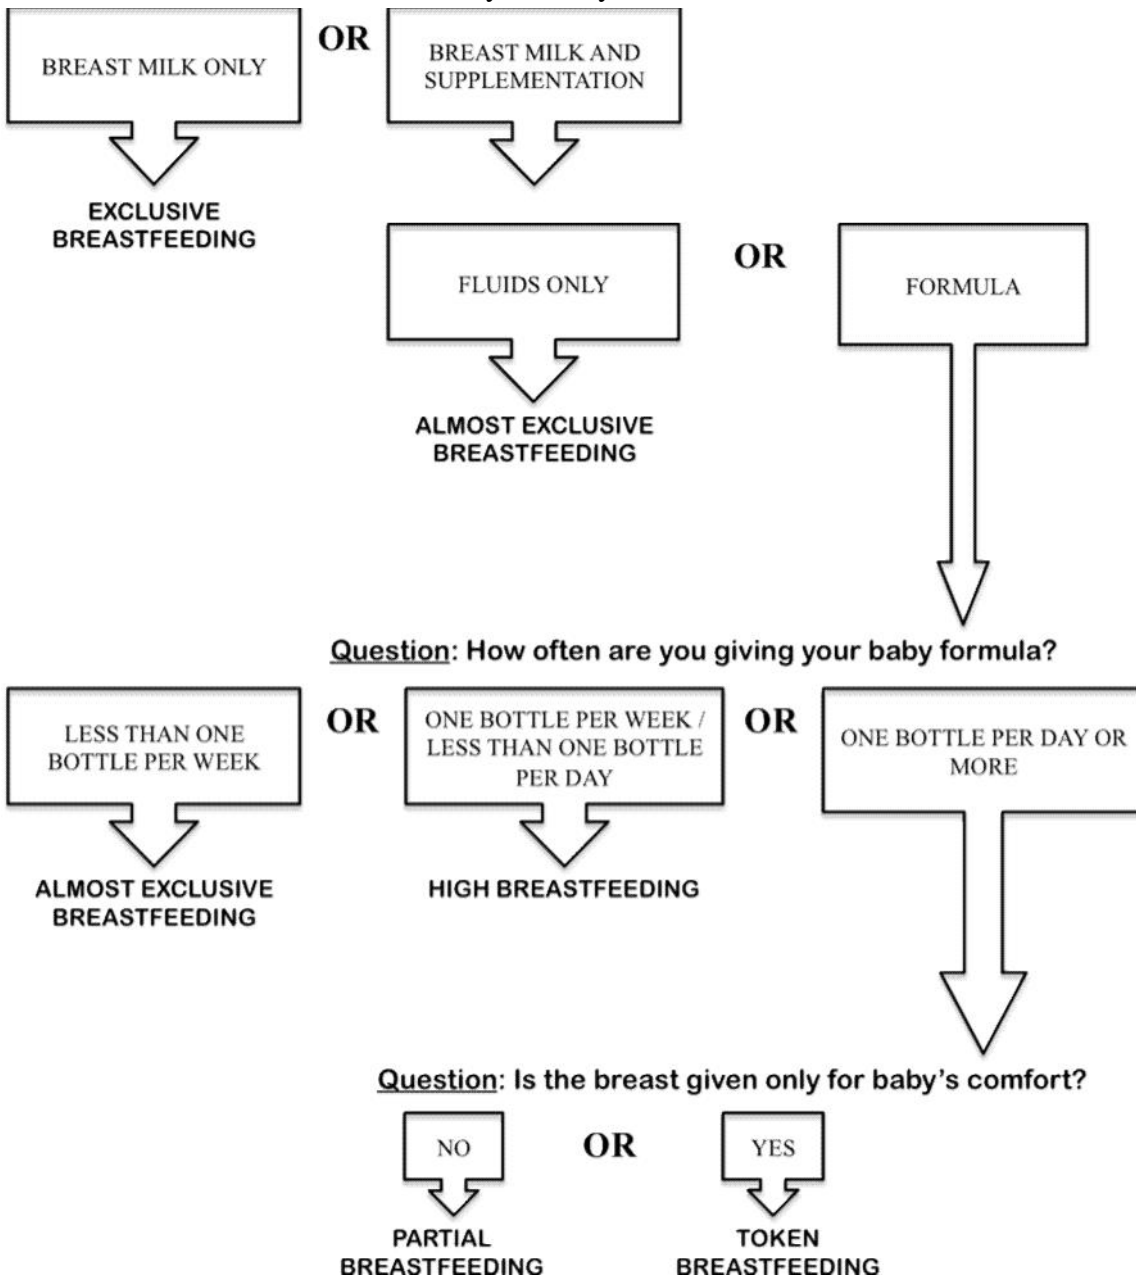 BREAST MILK ONLY
OR
BREAST MILK AND
SUPPLEMENTATION
EXCLUSIVE
BREASTFEEDING
FLUIDS ONLY
OR
FORMULA
ALMOST EXCLUSIVE
BREASTFEEDING
Question: How often are you giving your baby formula?
LESS THAN ONE
BOTTLE PER WEEK
OR
ONE BOTTLE PER WEEK /
LESS THAN ONE BOTTLE
PER DAY
OR
ONE BOTTLE PER DAY OR
MORE
ALMOST EXCLUSIVE
BREASTFEEDING
HIGH BREASTFEEDING
Question: Is the breast given only for baby's comfort?
NO
OR
YES
PARTIAL
BREASTFEEDING
TOKEN
BREASTFEEDING